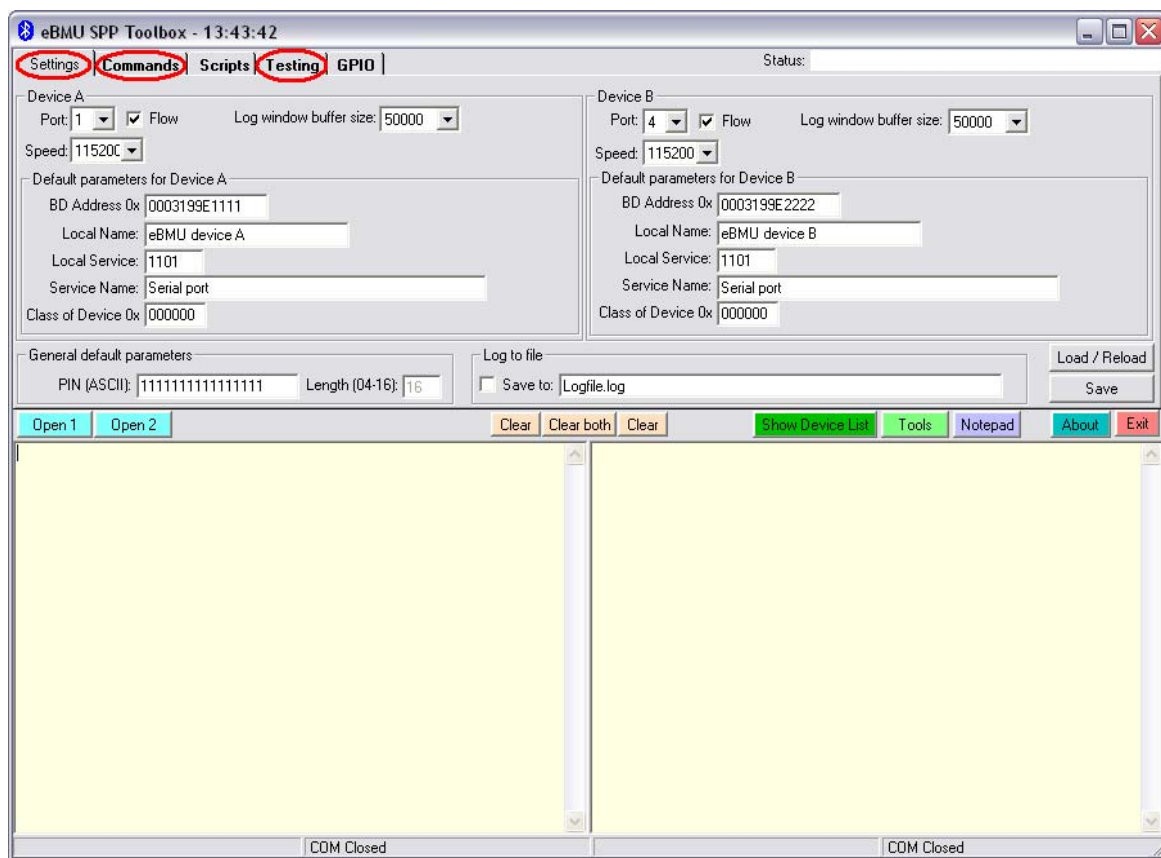 eBMU SPP Toolbox - 13:43:42
Settings Commands Scripts Testing GPIO Status:
Device A
Port: 1 Flow Log window buffer size: 50000
Speed: 115200
Default parameters for Device A
BD Address 0x 0003199E1111
Local Name: eBMU device A
Local Service: 1101
Service Name: Serial port
Class of Device 0x 000000
Device B
Port: 4 Flow Log window buffer size: 50000
Speed: 115200
Default parameters for Device B
BD Address 0x 0003199E2222
Local Name: eBMU device B
Local Service: 1101
Service Name: Serial port
Class of Device 0x 000000
General default parameters
PIN (ASCII): 1111111111111111 Length (04-16): 16
Log to file
Save to: Logfile.log
Load / Reload
Save
Open 1 Open 2 Clear Clear both Clear Show Device List Tools Notepad About Exit
COM Closed COM Closed